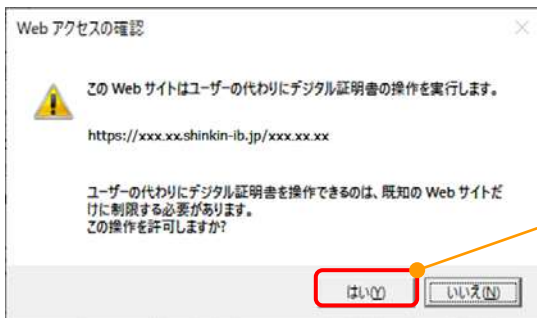 Web アクセスの確認
この Web サイトはユーザーの代わりにデジタル証明書の操作を実行します。
https://xxx.xx.shinkin-ib.jp/xxx.xx.xx
ユーザーの代わりにデジタル証明書を操作できるのは、既知の Web サイトだ
けに制限する必要があります。
この操作を許可しますか?
はい(Y) いいえ(N)